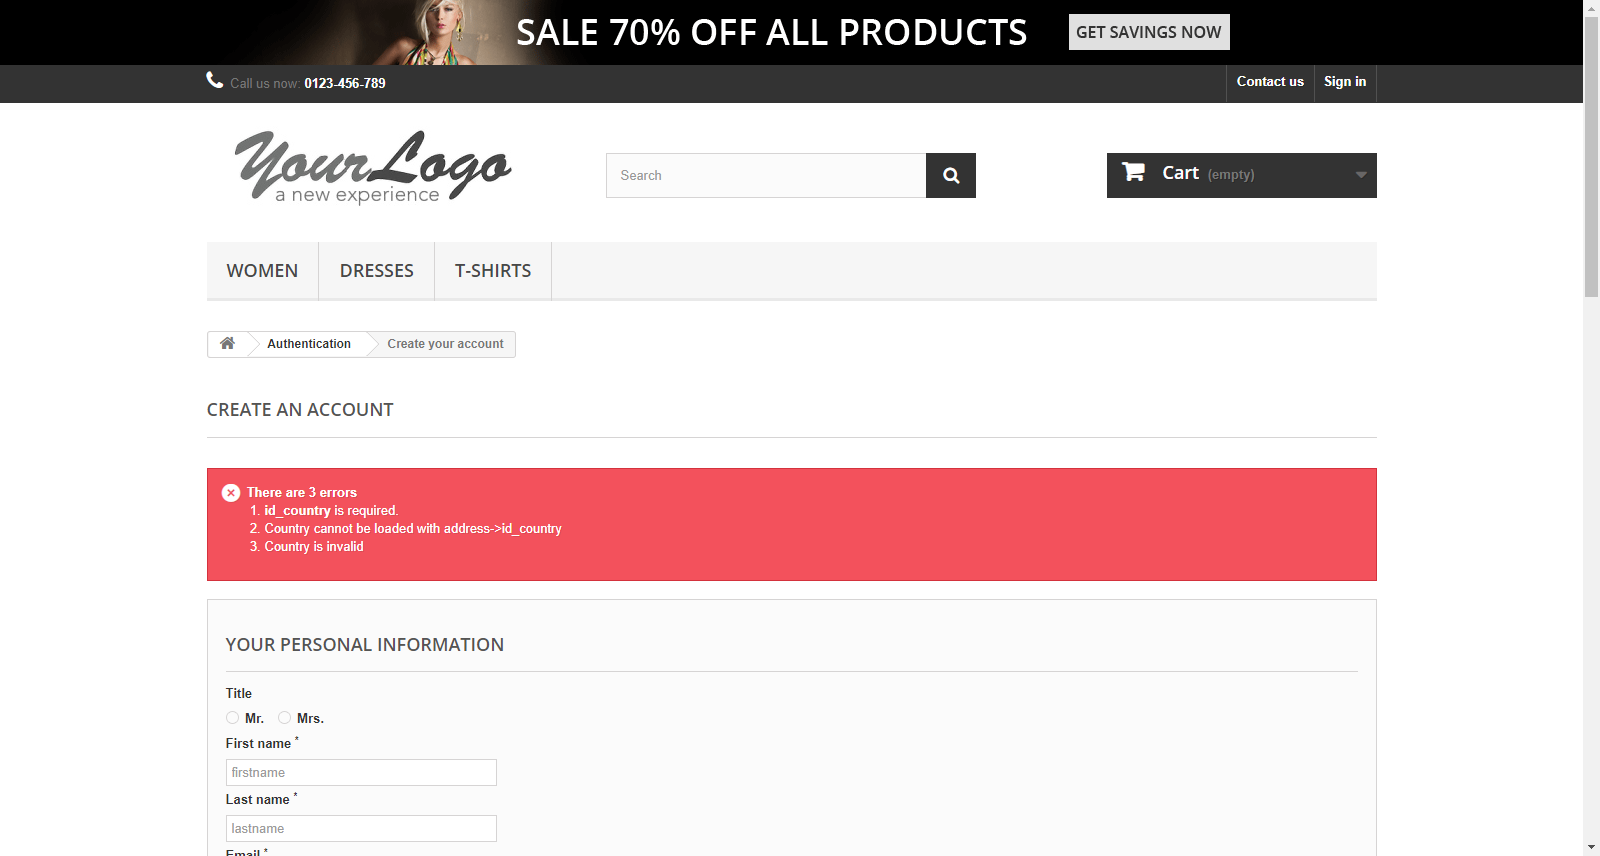 SALE 70% OFF ALL PRODUCTS GET SAVINGS NOW
Call us now: 0123-456-789 Contact us Sign in
YourLogo
a new experience
Search
Cart (empty)
WOMEN DRESSES T-SHIRTS
Authentication Create your account
CREATE AN ACCOUNT
There are 3 errors
1. id_country is required.
2. Country cannot be loaded with address->id_country
3. Country is invalid
YOUR PERSONAL INFORMATION
Title
Mr. Mrs.
First name *
firstname
Last name *
lastname
Email *